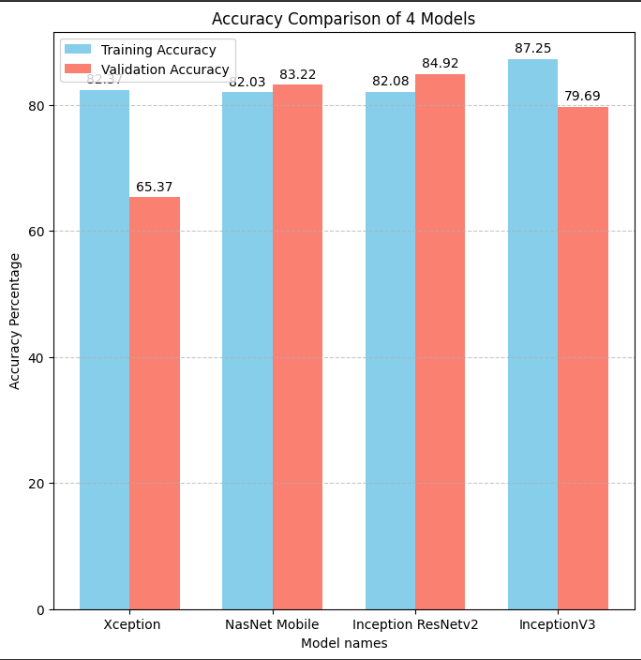 Accuracy Comparison of 4 Models
Training Accuracy
Validation Accuracy
82.37
65.37
82.03
83.22
82.08
84.92
87.25
79.69
80
60
40
20
0
Accuracy Percentage
Xception
NasNet Mobile
Inception ResNetv2
InceptionV3
Model names